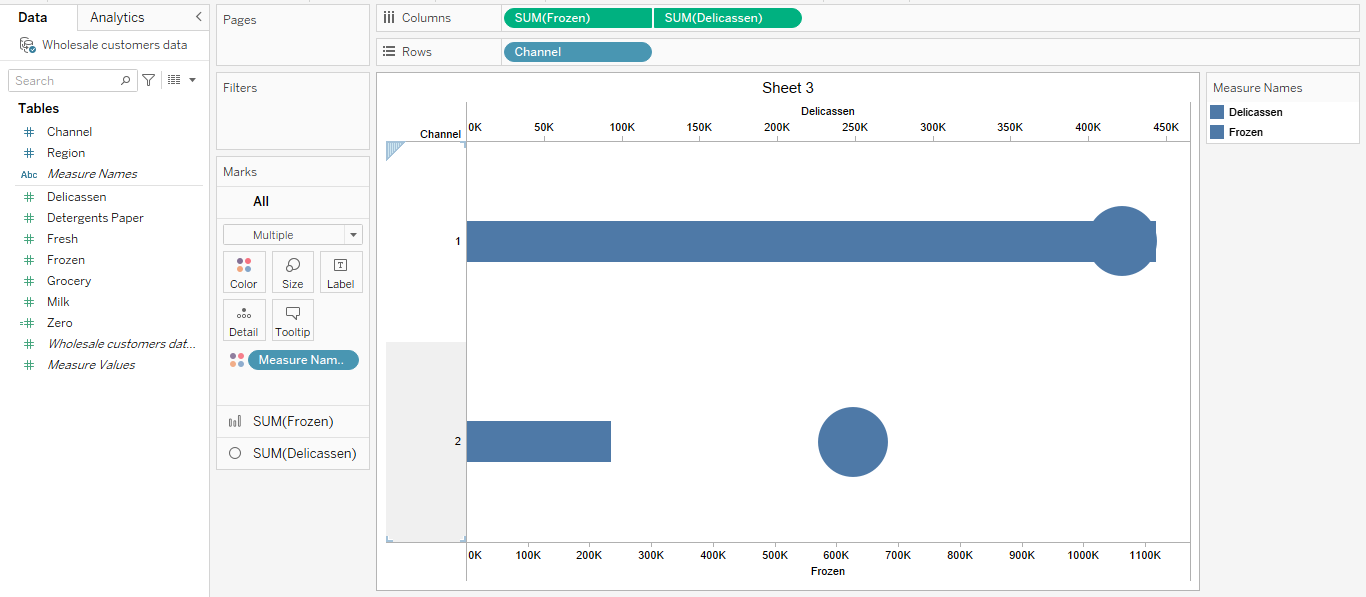 Data
Analytics
Wholesale customers data
Search
Tables
Channel
Region
Abc Measure Names
Delicassen
Detergents Paper
Fresh
Frozen
Grocery
Milk
Zero
Wholesale customers dat...
Measure Values
Pages
Filters
Marks
All
Multiple
Color Size Label
Detail Tooltip
Measure Nam..
SUM(Frozen)
SUM(Delicassen)
Columns SUM(Frozen) SUM(Delicassen)
Rows Channel
Sheet 3
Delicassen
Channel 0K 50K 100K 150K 200K 250K 300K 350K 400K 450K
1
2
0K 100K 200K 300K 400K 500K 600K 700K 800K 900K 1000K 1100K
Frozen
Measure Names
Delicassen
Frozen